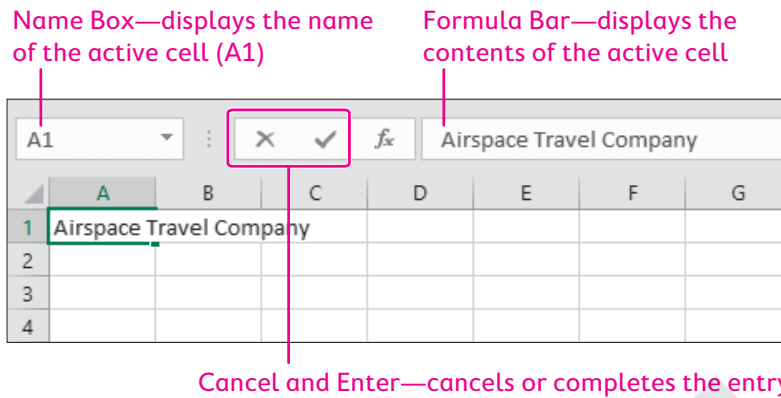 Name Box—displays the name
of the active cell (A1)
Formula Bar—displays the
contents of the active cell
A1 fx Airspace Travel Company
A B C D E F G
1 Airspace Travel Company
2
3
4
Cancel and Enter—cancels or completes the entry